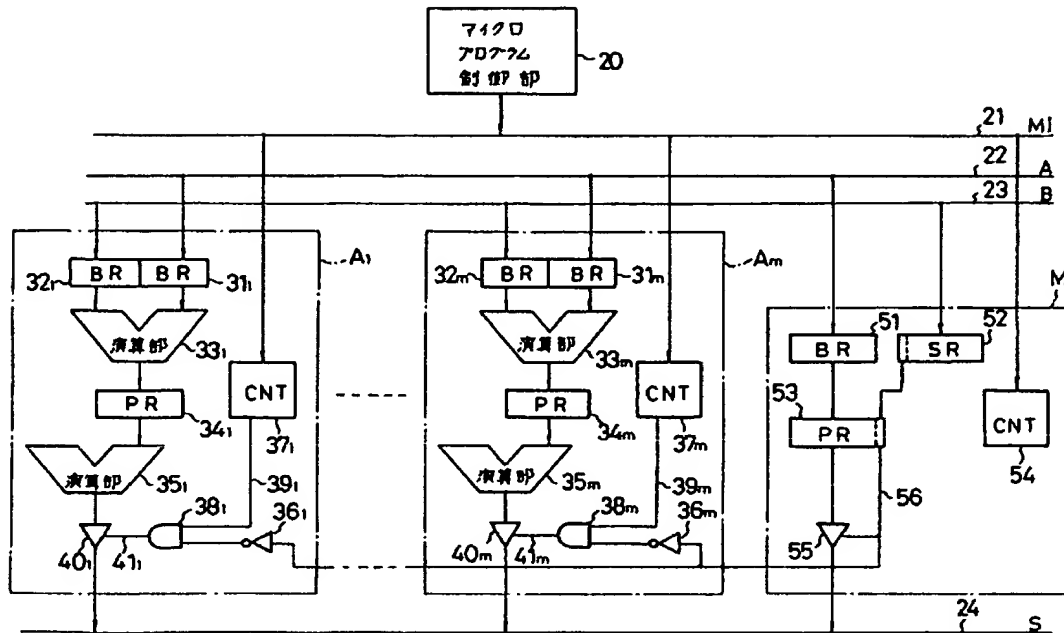 マイクロ
プログラム
制御部
20
21
MI
22
A
23
B
A1
Am
M
321
BR
BR
311
32m
BR
BR
31m
51
52
BR
SR
演算部
331
演算部
33m
CNT
CNT
53
PR
341
PR
34m
PR
CNT
371
37m
54
演算部
351
演算部
35m
391
39m
56
381
361
38m
36m
401
411
40m
41m
55
24
S